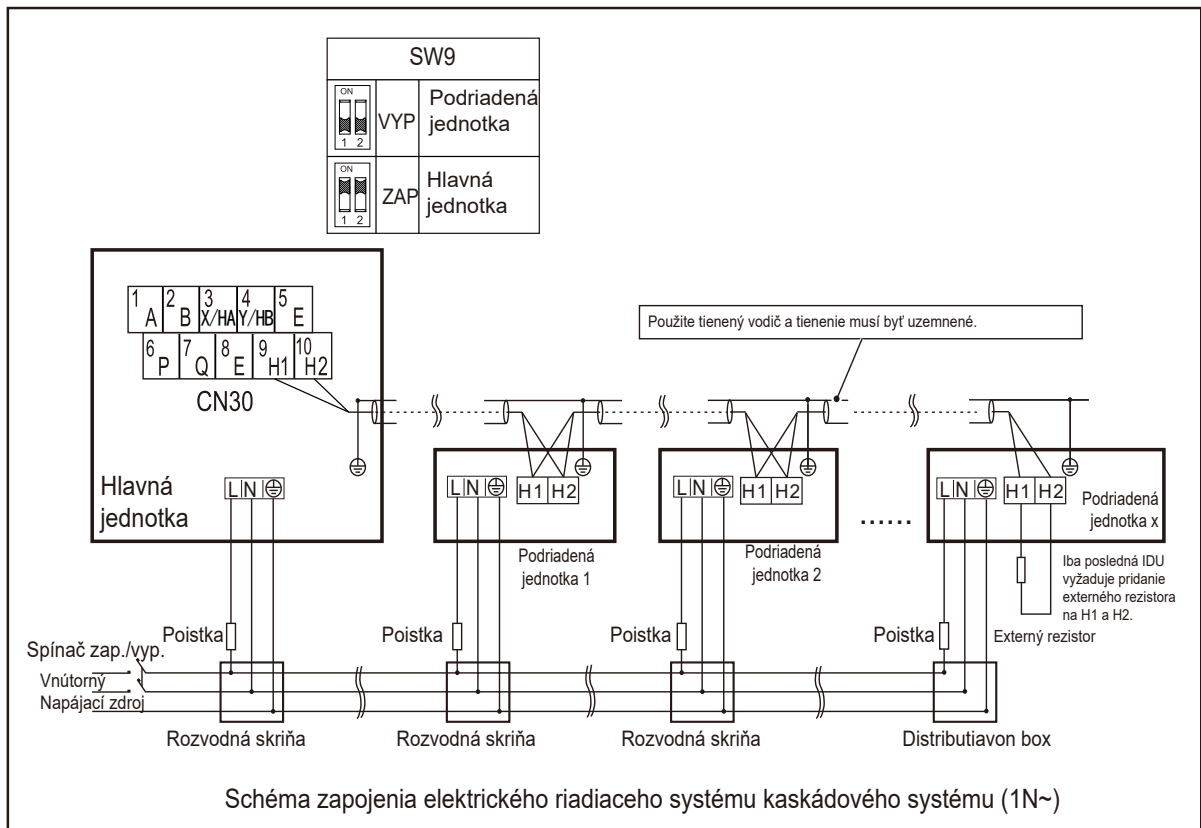 SW9
ON
1 2
VYP
Podriadená
jednotka
ON
1 2
ZAP
Hlavná
jednotka
1 A 2 B 3 X/HA 4 Y/HB 5 E
6 P 7 Q 8 E 9 H1 10 H2
CN30
Použite tienený vodič a tienenie musí byť uzemnené.
Hlavná
jednotka
L N
L N
H1 H2
L N
H1 H2
L N
H1 H2
Podriadená
jednotka 1
Podriadená
jednotka 2
......
Podriadená
jednotka x
Iba posledná IDU
vyžaduje pridanie
externého rezistora
na H1 a H2.
Externý rezistor
Poistka
Poistka
Poistka
Poistka
Spínač zap./vyp.
Vnútorný
Napájací zdroj
Rozvodná skriňa
Rozvodná skriňa
Rozvodná skriňa
Distributiavon box
Schéma zapojenia elektrického riadiaceho systému kaskádového systému (1N~)